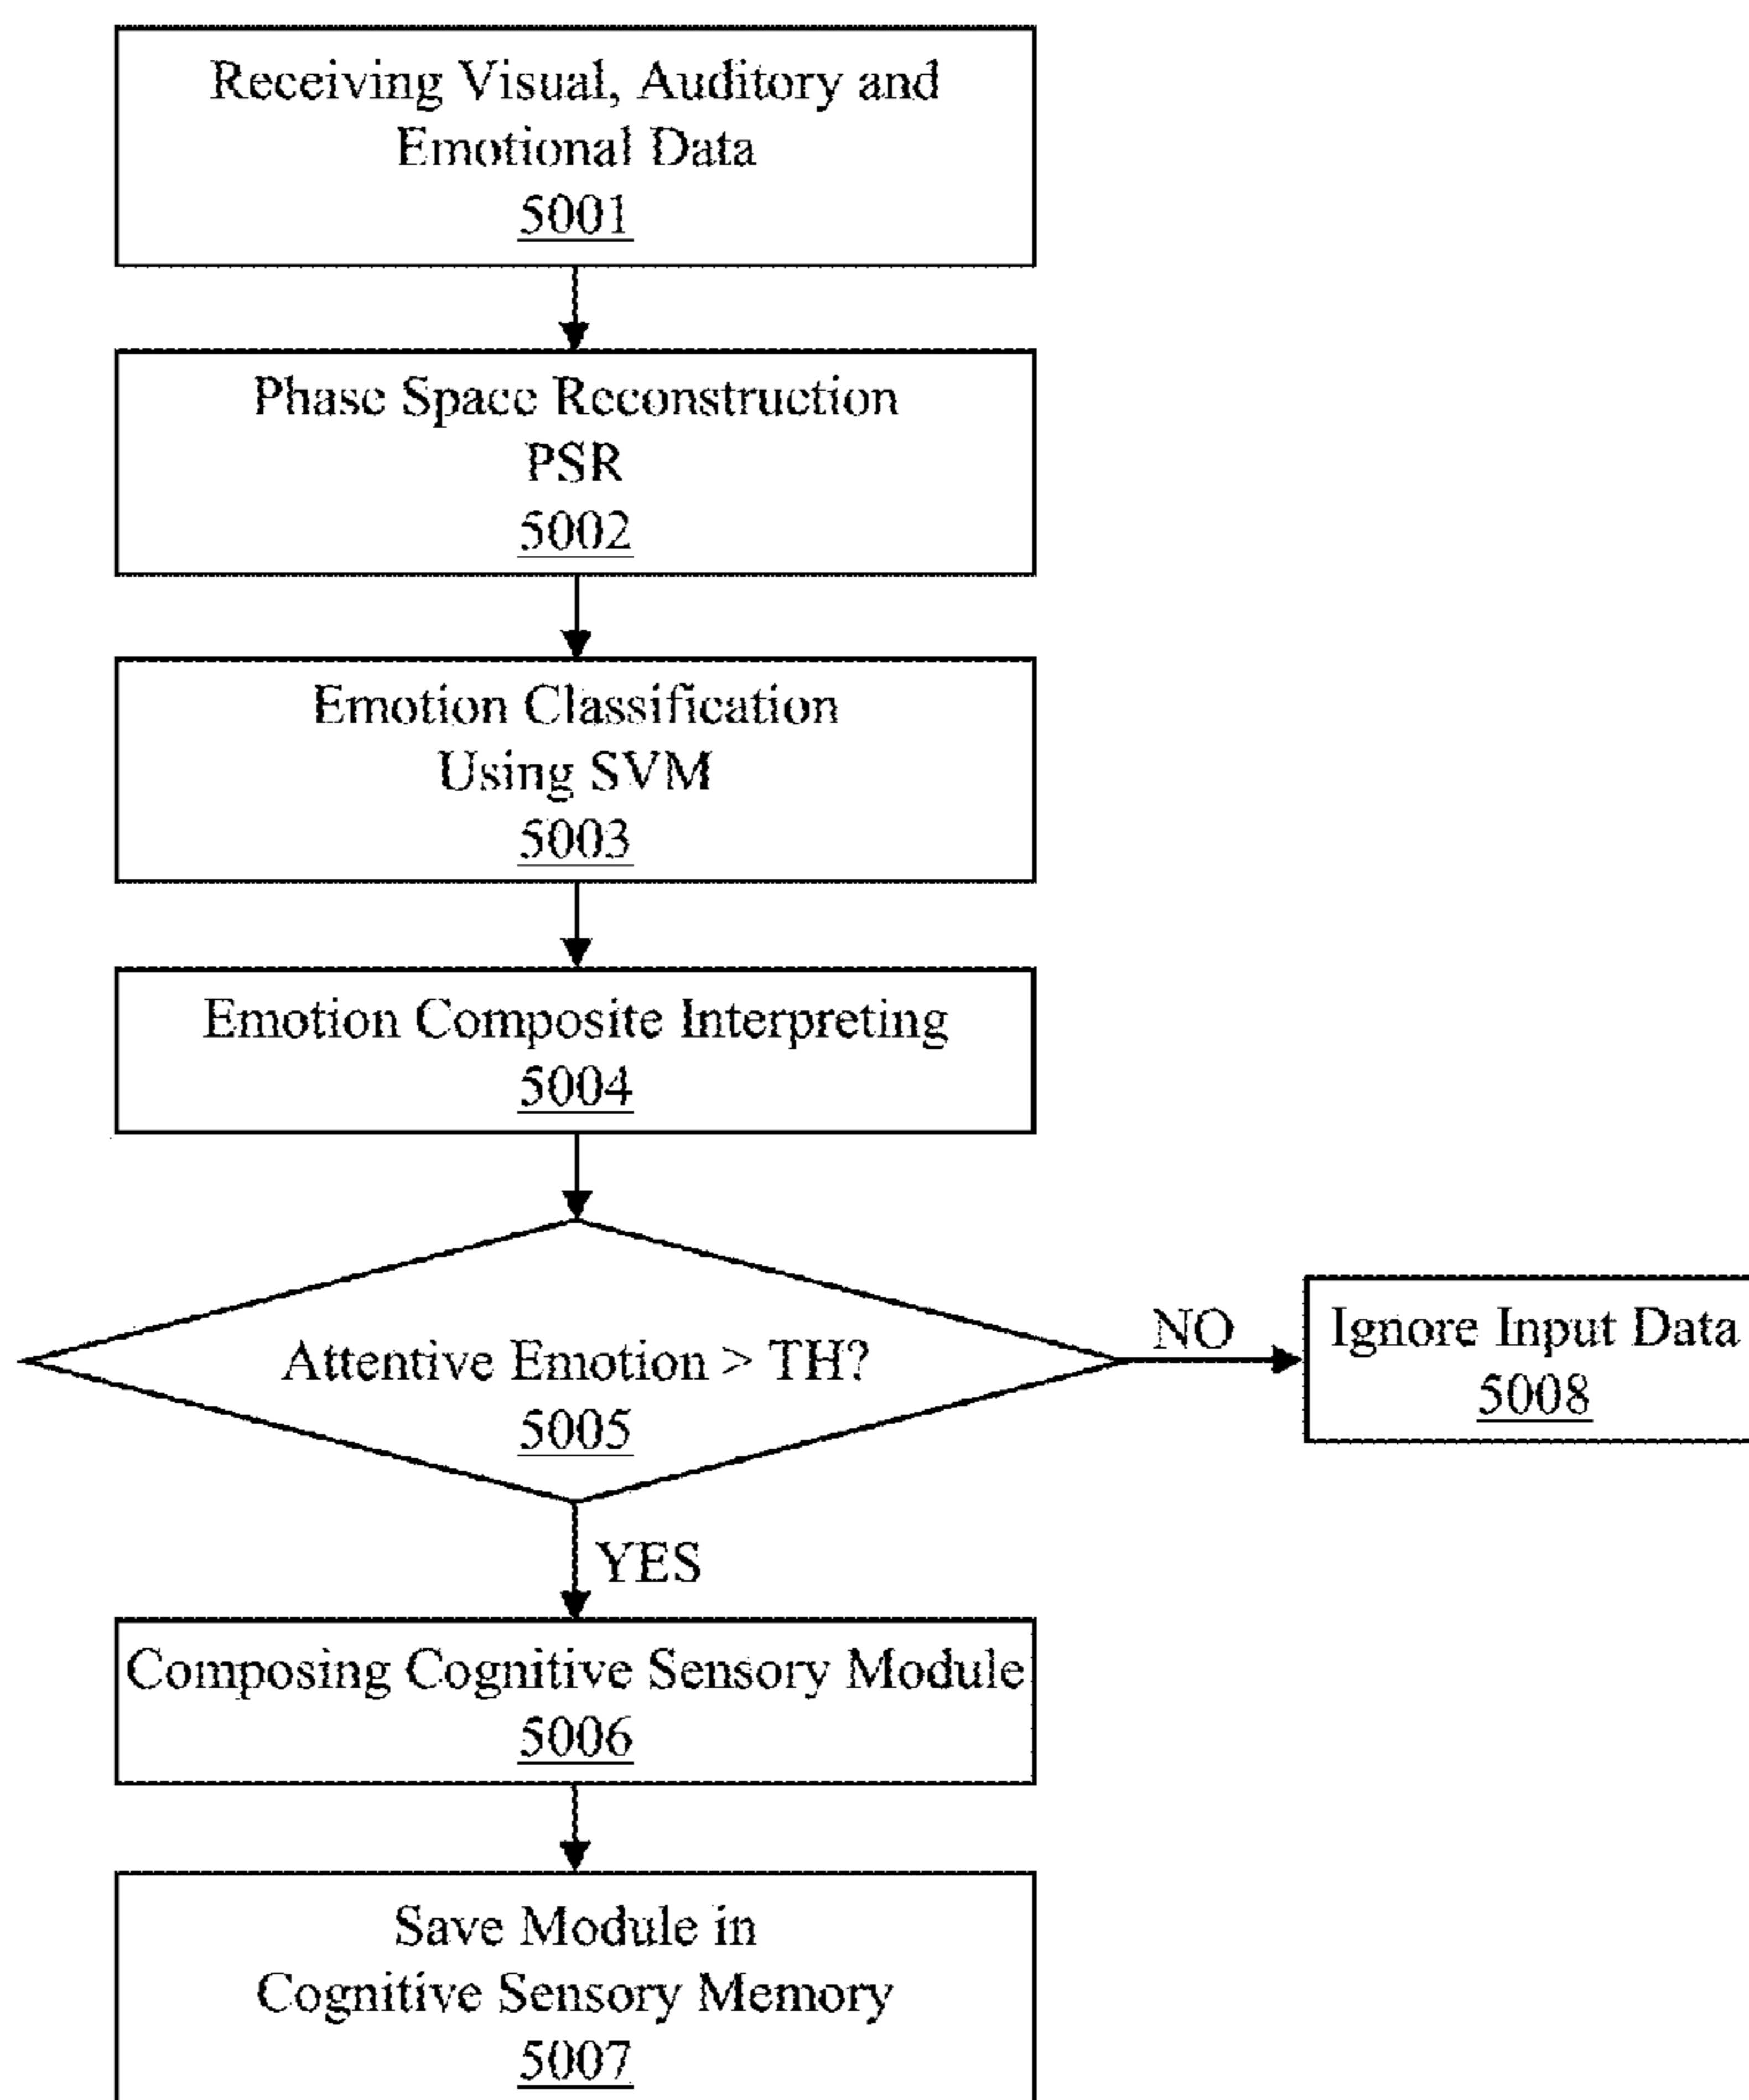 Receiving Visual, Auditory and
Emotional Data
5001
Phase Space Reconstruction
PSR
5002
Emotion Classification
Using SVM
5003
Emotion Composite Interpreting
5004
Attentive Emotion > TH?
5005
NO
Ignore Input Data
5008
YES
Composing Cognitive Sensory Module
5006
Save Module in
Cognitive Sensory Memory
5007